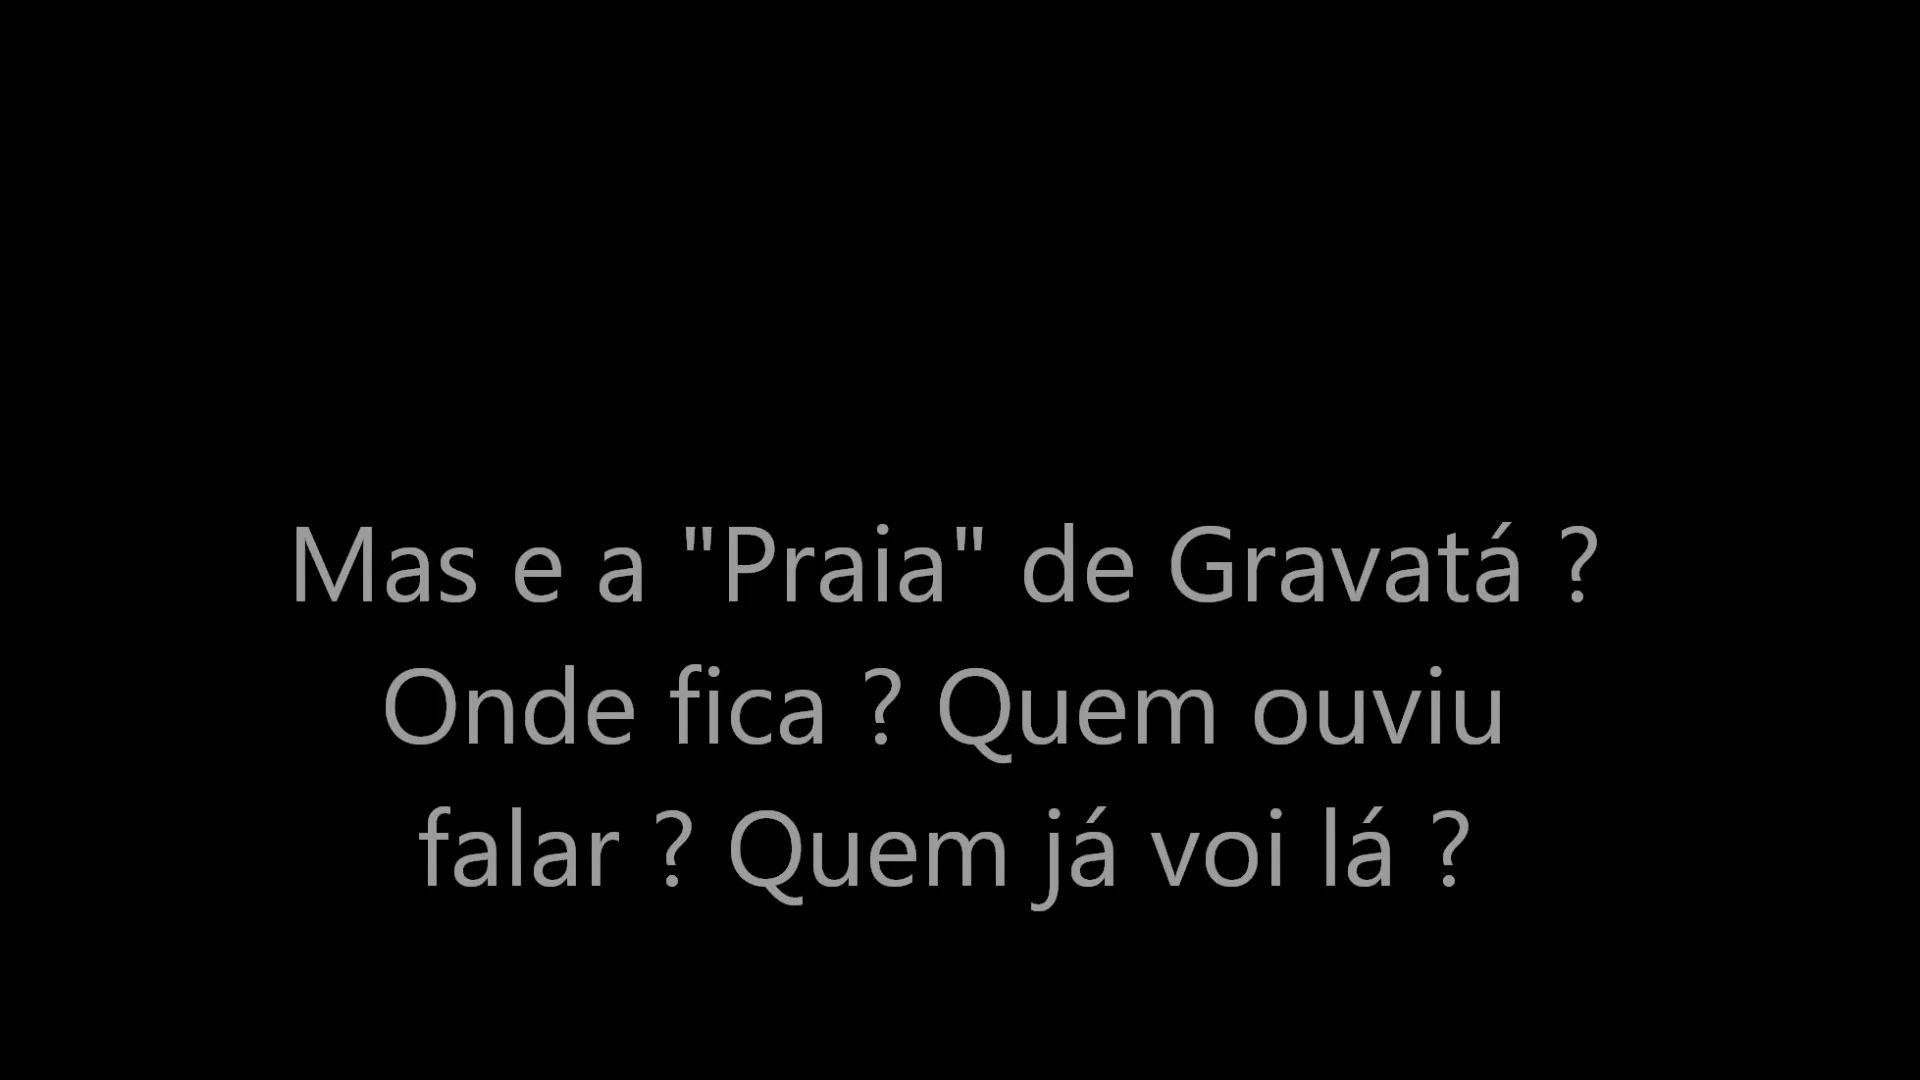 Mas e a "Praia" de Gravatá ?
Onde fica ? Quem ouviu
falar ? Quem já voi lá ?